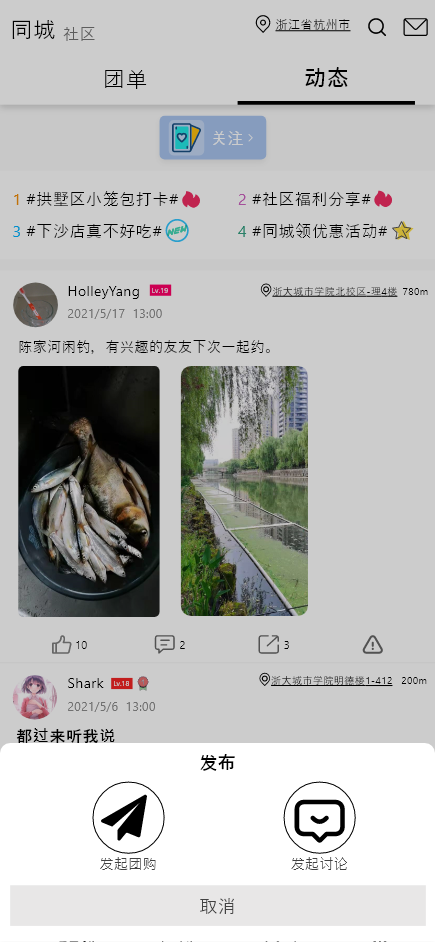 同城 社区 浙江省杭州市
团单 动态
关注 >
1 #拱墅区小笼包打卡# 2 #社区福利分享#
3 #下沙店真不好吃# NEW 4 #同城领优惠活动#
HolleyYang Lv.19 浙大城市学院北校区-理4楼 780m
2021/5/17 13:00
陈家河闲钓，有兴趣的友友下次一起约。
10 2 3
Shark Lv.18 浙大城市学院明德楼1-412 200m
2021/5/6 13:00
都过来听我说
发布
发起团购 发起讨论
取消